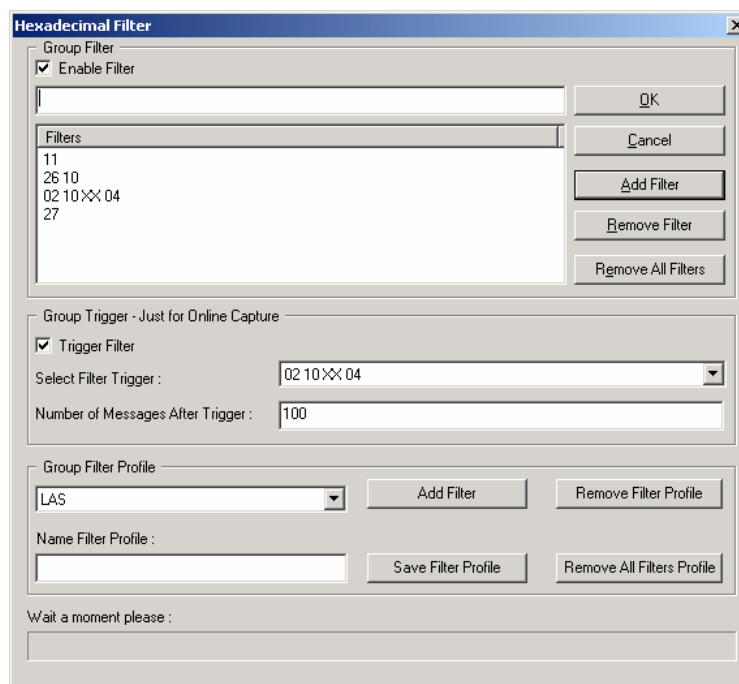 Hexadecimal Filter
Group Filter
Enable Filter
OK
Filters
Cancel
11
26 10
02 10 XX 04
27
Add Filter
Remove Filter
Remove All Filters
Group Trigger - Just for Online Capture
Trigger Filter
Select Filter Trigger :
02 10 XX 04
Number of Messages After Trigger :
100
Group Filter Profile
LAS
Add Filter
Remove Filter Profile
Name Filter Profile :
Save Filter Profile
Remove All Filters Profile
Wait a moment please :